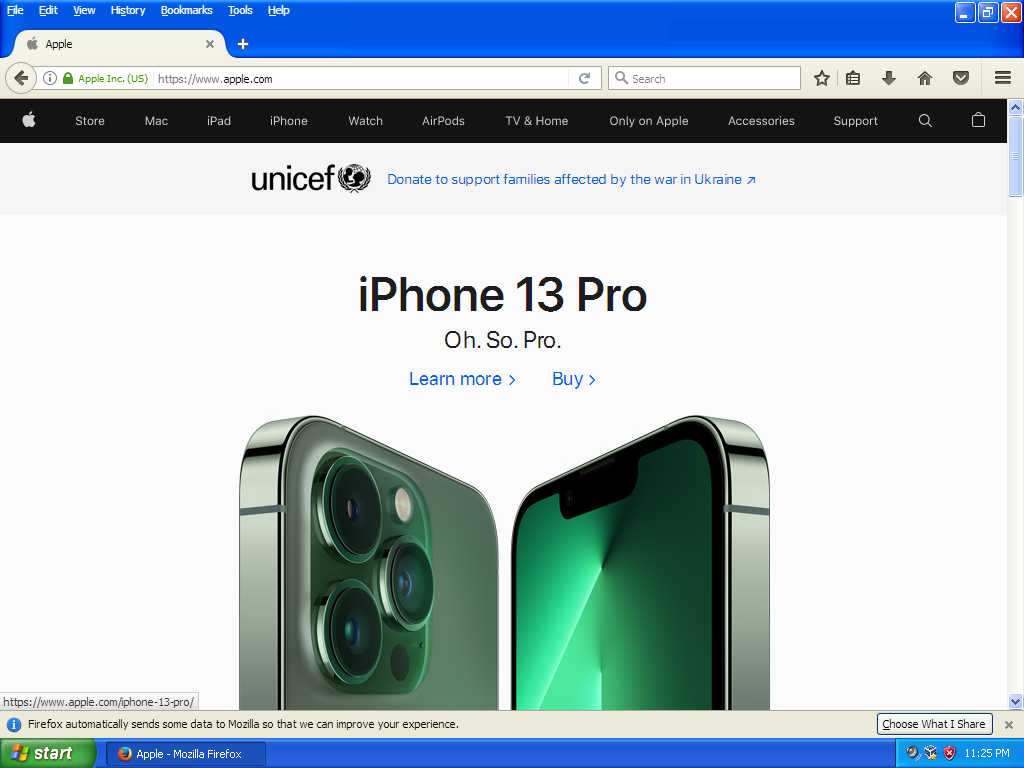 File Edit View History Bookmarks Tools Help
Apple
Apple Inc. (US) https://www.apple.com Search
Store Mac iPad iPhone Watch AirPods TV & Home Only on Apple Accessories Support
unicef Donate to support families affected by the war in Ukraine ↗
iPhone 13 Pro
Oh. So. Pro.
Learn more > Buy >
https://www.apple.com/iphone-13-pro/
Firefox automatically sends some data to Mozilla so that we can improve your experience. Choose What I Share
start Apple - Mozilla Firefox 11:25 PM